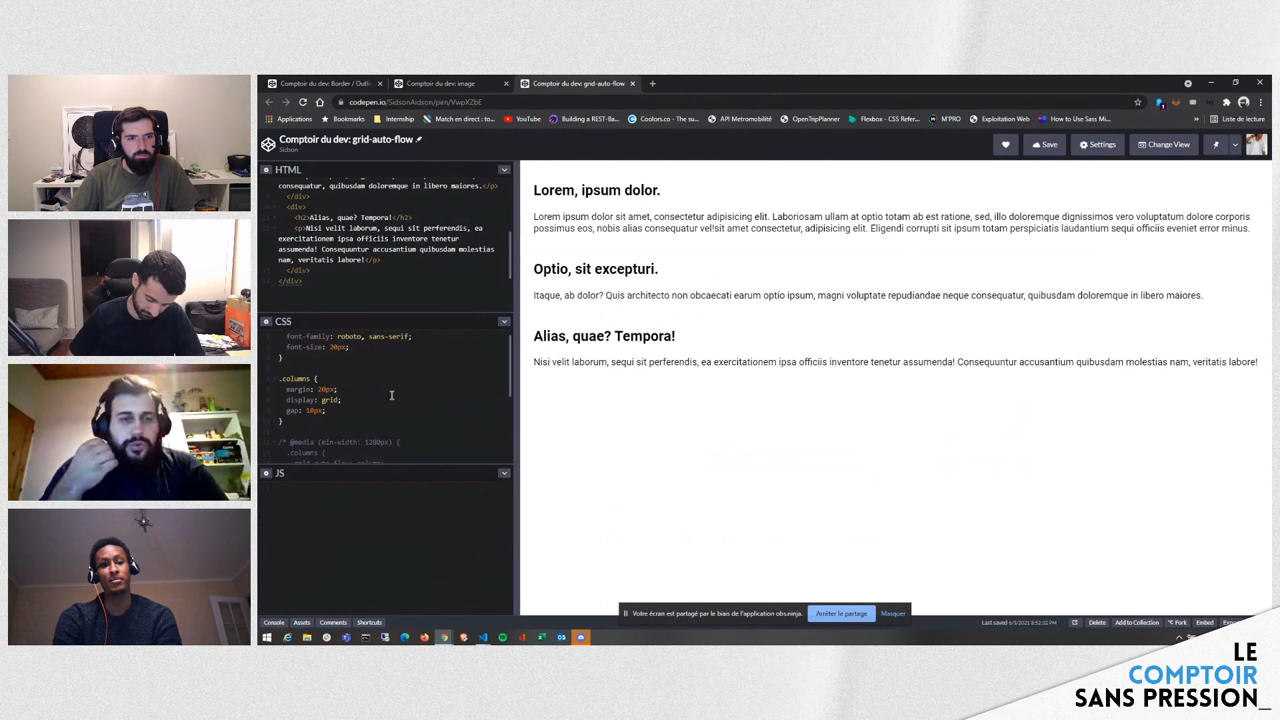 Comptoir du dev: Border / Outli
Comptoir du dev: image
Comptoir du dev: grid-auto-flow
codepen.io/SidsonAidson/pen/VwpXZbE
Applications
Bookmarks
Internship
Match en direct : to...
YouTube
Building a REST-Ba...
Coolors.co - The su...
API Metromobilité
OpenTripPlanner
Flexbox - CSS Refer...
M'PRO
Exploitation Web
How to Use Sass Mi...
»
Liste de lecture
Comptoir du dev: grid-auto-flow
Sidson
Save
Settings
Change View
HTML
consequatur, quibusdam doloremque in libero maiores.</p>
</div>
<div>
<h2>Alias, quae? Tempora!</h2>
<p>Nisi velit laborum, sequi sit perferendis, ea
exercitationem ipsa officiis inventore tenetur
assumenda! Consequuntur accusantium quibusdam molestias
nam, veritatis labore!</p>
</div>
</div>
CSS
font-family: roboto, sans-serif;
font-size: 20px;
}
.columns {
margin: 20px;
display: grid;
gap: 10px;
}
/* @media (min-width: 1280px) {
.columns {
JS
Lorem, ipsum dolor.
Lorem ipsum dolor sit amet, consectetur adipisicing elit. Laboriosam ullam at optio totam ab est ratione, sed, illo doloremque dignissimos vero voluptatum dolore corporis
possimus eos, nobis alias consequatur vel!sit amet consectetur, adipisicing elit. Eligendi corrupti sit ipsum totam perspiciatis laudantium sequi officiis eveniet error minus.
Optio, sit excepturi.
Itaque, ab dolor? Quis architecto non obcaecati earum optio ipsum, magni voluptate repudiandae neque consequatur, quibusdam doloremque in libero maiores.
Alias, quae? Tempora!
Nisi velit laborum, sequi sit perferendis, ea exercitationem ipsa officiis inventore tenetur assumenda! Consequuntur accusantium quibusdam molestias nam, veritatis labore!
Votre écran est partagé par le biais de l'application obs.ninja.
Arrêter le partage
Masquer
Console
Assets
Comments
Shortcuts
Last saved 6/3/2021 8:52:32 PM
Delete
Add to Collection
Fork
Embed
LE
COMPTOIR
SANS PRESSION_